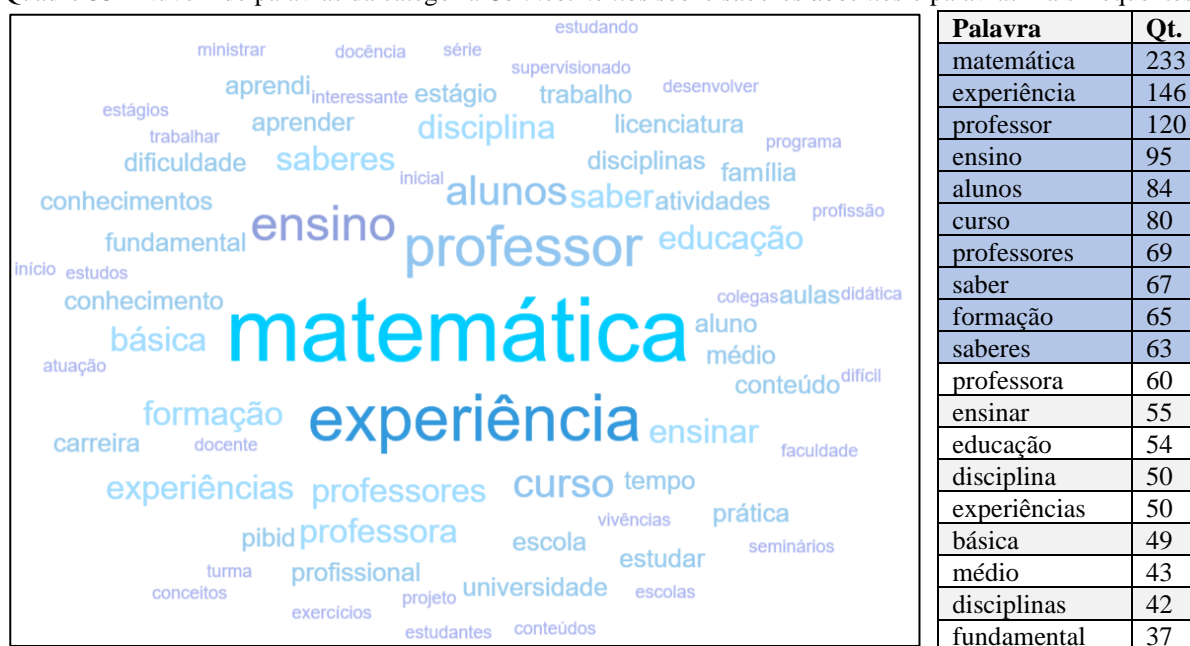 estudando
ministrar docência série
supervisionado
aprendi interessante estágio trabalho desenvolver
estágios
trabalhar aprender disciplina licenciatura
programa
dificuldade saberes disciplinas família
inicial
conhecimentos alunos saber atividades
profissão
fundamental ensino professor educação
início estudos
conhecimento colegas aulas didática
básica matemática aluno
médio
atuação
conteúdo difícil
formação experiência ensinar
carreira docente
faculdade
experiências professores curso tempo
vivências prática
pibid professora escola
seminários
turma profissional estudar
conceitos projeto universidade escolas
exercícios
estudantes conteúdos
Palavra Qt.
matemática 233
experiência 146
professor 120
ensino 95
alunos 84
curso 80
professores 69
saber 67
formação 65
saberes 63
professora 60
ensinar 55
educação 54
disciplina 50
experiências 50
básica 49
médio 43
disciplinas 42
fundamental 37